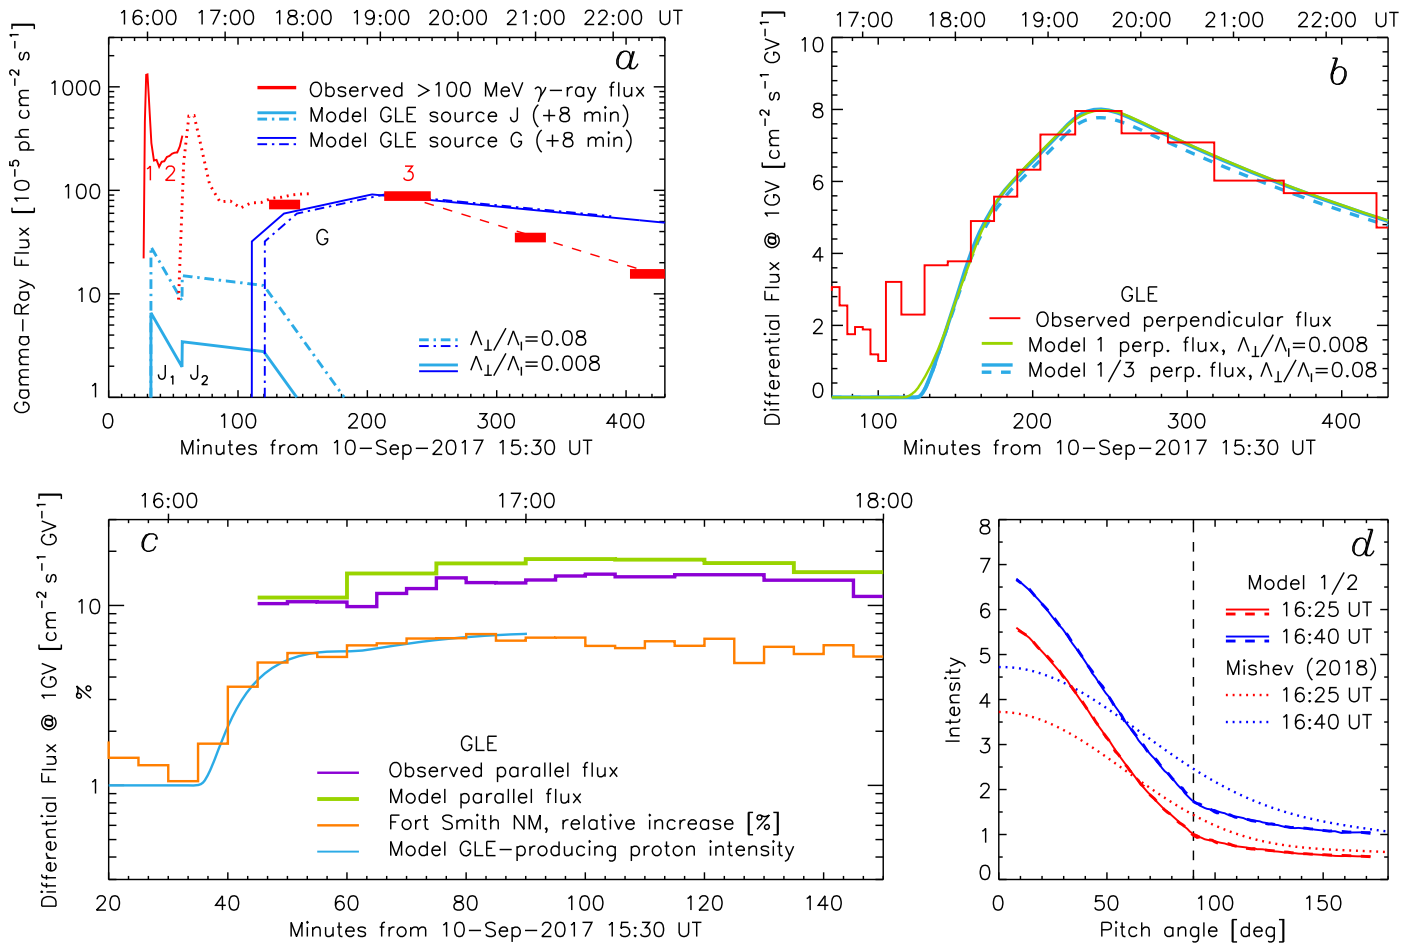 16:00 17:00 18:00 19:00 20:00 21:00 22:00 UT
Gamma-Ray Flux [10⁻⁵ ph cm⁻² s⁻¹]
1000
100
10
1
a
Observed >100 MeV γ-ray flux
Model GLE source J (+8 min)
Model GLE source G (+8 min)
1 2
3
G
J₁ J₂
Λ⊥/Λ∥=0.08
Λ⊥/Λ∥=0.008
0 100 200 300 400
Minutes from 10-Sep-2017 15:30 UT
17:00 18:00 19:00 20:00 21:00 22:00 UT
Differential Flux @ 1GV [cm⁻² s⁻¹ GV⁻¹]
10
8
6
4
2
0
b
GLE
Observed perpendicular flux
Model 1 perp. flux, Λ⊥/Λ∥=0.008
Model 1/3 perp. flux, Λ⊥/Λ∥=0.08
100 200 300 400
Minutes from 10-Sep-2017 15:30 UT
16:00 17:00 18:00
Differential Flux @ 1GV [cm⁻² s⁻¹ GV⁻¹]
%
10
1
c
GLE
Observed parallel flux
Model parallel flux
Fort Smith NM, relative increase [%]
Model GLE-producing proton intensity
20 40 60 80 100 120 140
Minutes from 10-Sep-2017 15:30 UT
Intensity
8
7
6
5
4
3
2
1
0
d
Model 1/2
16:25 UT
16:40 UT
Mishev (2018)
16:25 UT
16:40 UT
0 50 100 150
Pitch angle [deg]